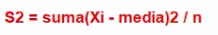 S2 = suma(Xi - media)2 / n